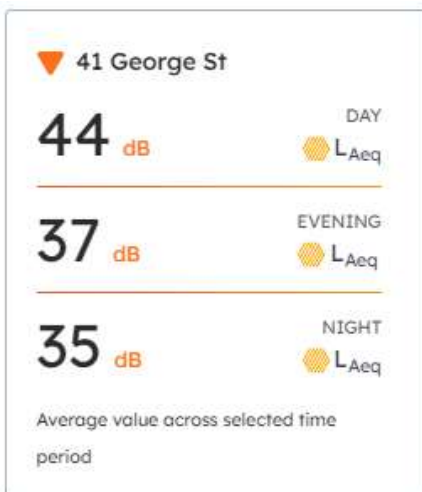 41 George St
44 dB
DAY
LAeq
37 dB
EVENING
LAeq
35 dB
NIGHT
LAeq
Average value across selected time
period